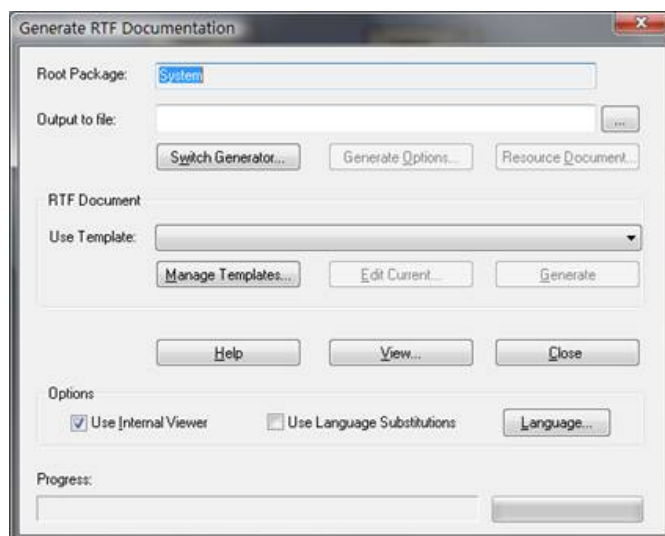 Generate RTF Documentation
Root Package: System
Output to file: ...
Switch Generator... Generate Options... Resource Document...
RTF Document
Use Template:
Manage Templates... Edit Current... Generate
Help View... Close
Options
Use Internal Viewer Use Language Substitutions Language...
Progress: